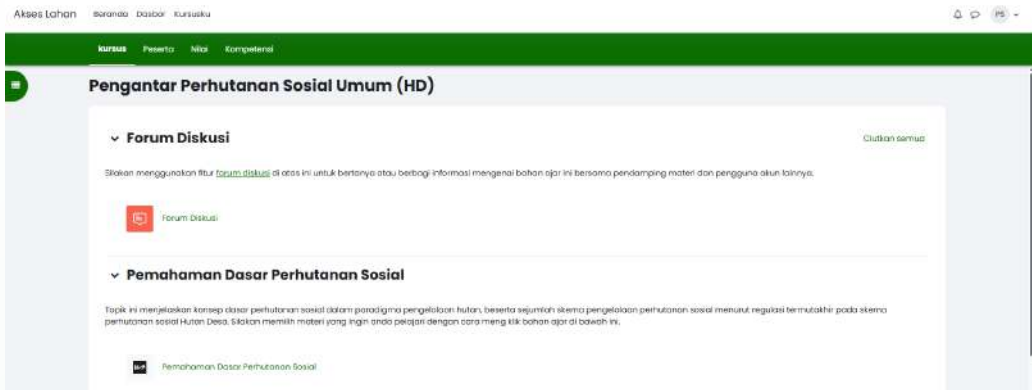 Akses Lahan Beranda Dasbor Kursusku PS
kursus Peserta Nilai Kompetensi
Pengantar Perhutanan Sosial Umum (HD)
Forum Diskusi Ciutkan semua
Silakan menggunakan fitur forum diskusi di atas ini untuk bertanya atau berbagi informasi mengenai bahan ajar ini bersama pendamping materi dan pengguna akun lainnya.
Forum Diskusi
Pemahaman Dasar Perhutanan Sosial
Topik ini menjelaskan konsep dasar perhutanan sosial dalam paradigma pengelolaan hutan, beserta sejumlah skema pengelolaan perhutanan sosial menurut regulasi termutakhir pada skema
perhutanan sosial Hutan Desa. Silakan memilih materi yang ingin anda pelajari dengan cara meng klik bahan ajar di bawah ini.
Pemahaman Dasar Perhutanan Sosial